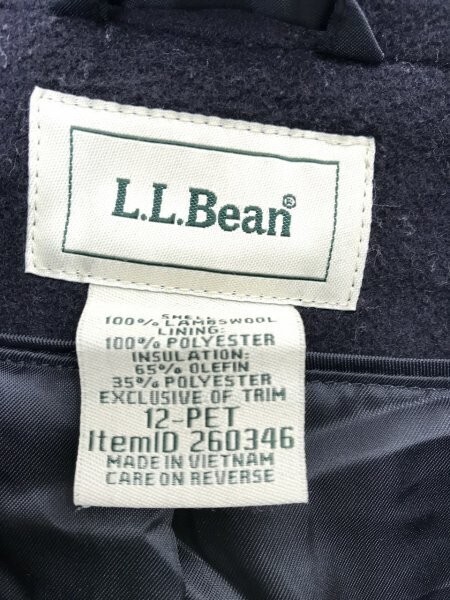 L.L.Bean®
SHELL
100% LAMBSWOOL
LINING:
100% POLYESTER
INSULATION:
65% OLEFIN
35% POLYESTER
EXCLUSIVE OF TRIM
12-PET
ItemID 260346
MADE IN VIETNAM
CARE ON REVERSE